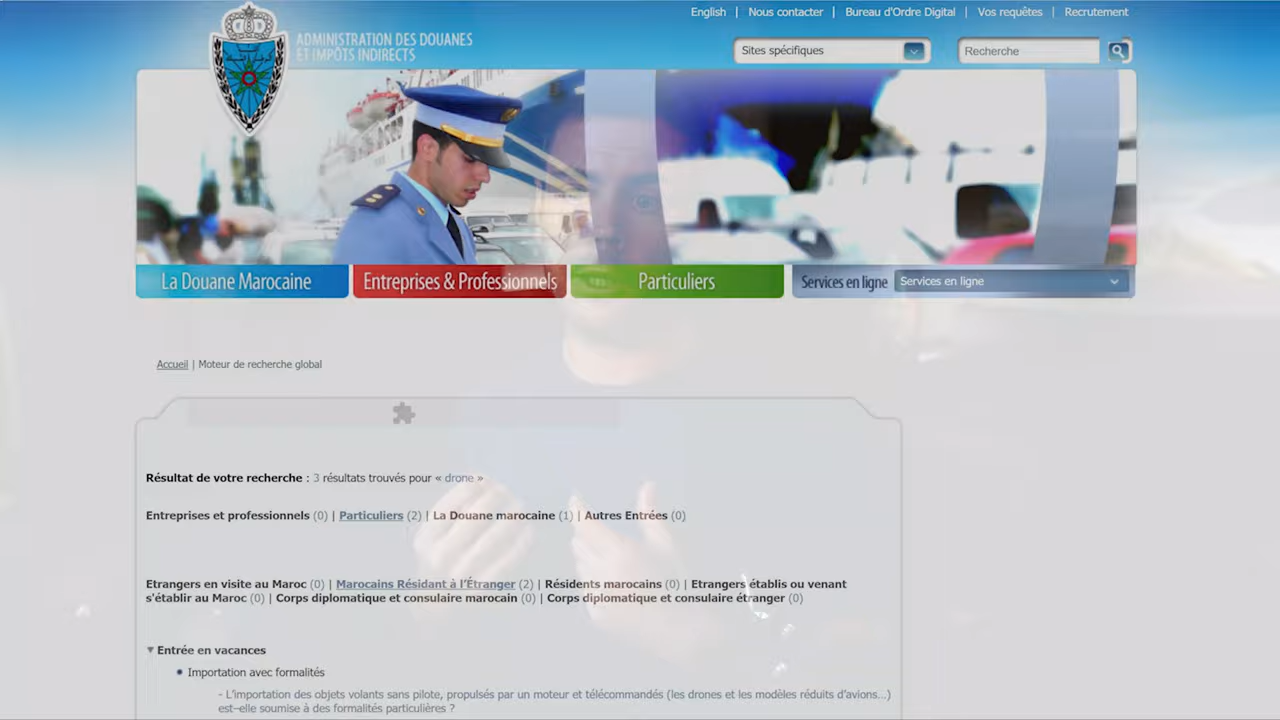 English | Nous contacter | Bureau d'Ordre Digital | Vos requêtes | Recrutement
ADMINISTRATION DES DOUANES
ET IMPÔTS INDIRECTS
Sites spécifiques
Recherche
La Douane Marocaine
Entreprises & Professionnels
Particuliers
Services en ligne
Services en ligne
Accueil | Moteur de recherche global
Résultat de votre recherche : 3 résultats trouvés pour « drone »
Entreprises et professionnels (0) | Particuliers (2) | La Douane marocaine (1) | Autres Entrées (0)
Etrangers en visite au Maroc (0) | Marocains Résidant à l'Étranger (2) | Résidents marocains (0) | Etrangers établis ou venant
s'établir au Maroc (0) | Corps diplomatique et consulaire marocain (0) | Corps diplomatique et consulaire étranger (0)
Entrée en vacances
Importation avec formalités
- L'importation des objets volants sans pilote, propulsés par un moteur et télécommandés (les drones et les modèles réduits d'avions...)
est-elle soumise à des formalités particulières ?